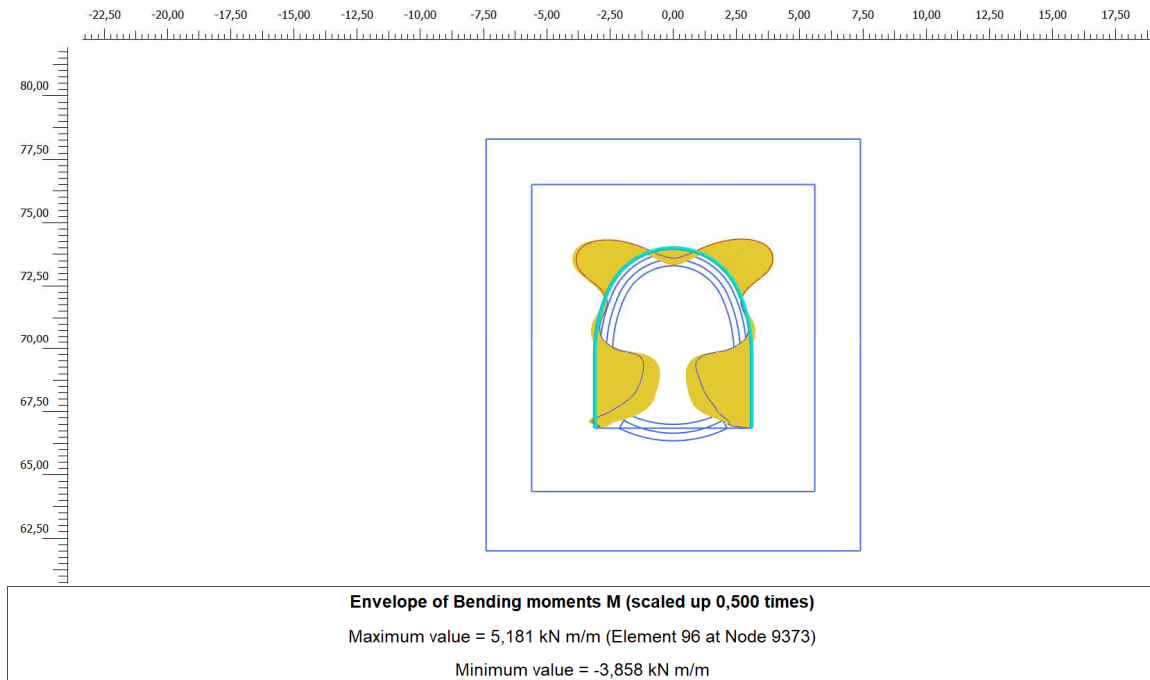 -22,50 -20,00 -17,50 -15,00 -12,50 -10,00 -7,50 -5,00 -2,50 0,00 2,50 5,00 7,50 10,00 12,50 15,00 17,50
80,00
77,50
75,00
72,50
70,00
67,50
65,00
62,50
Envelope of Bending moments M (scaled up 0,500 times)
Maximum value = 5,181 kN m/m (Element 96 at Node 9373)
Minimum value = -3,858 kN m/m